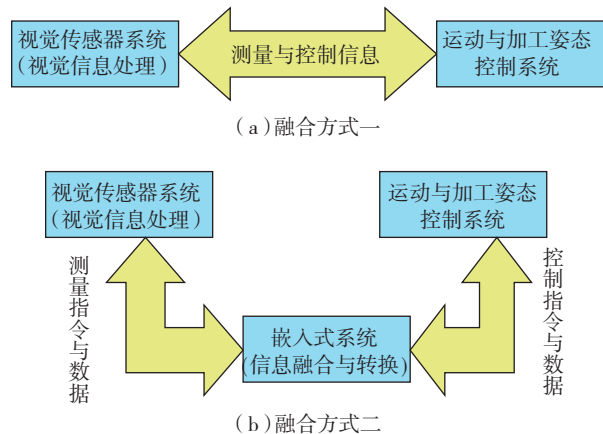 视觉传感器系统
(视觉信息处理)
测量与控制信息
运动与加工姿态
控制系统
(a)融合方式一
视觉传感器系统
(视觉信息处理)
运动与加工姿态
控制系统
测量指令与数据
控制指令与数据
嵌入式系统
(信息融合与转换)
(b)融合方式二